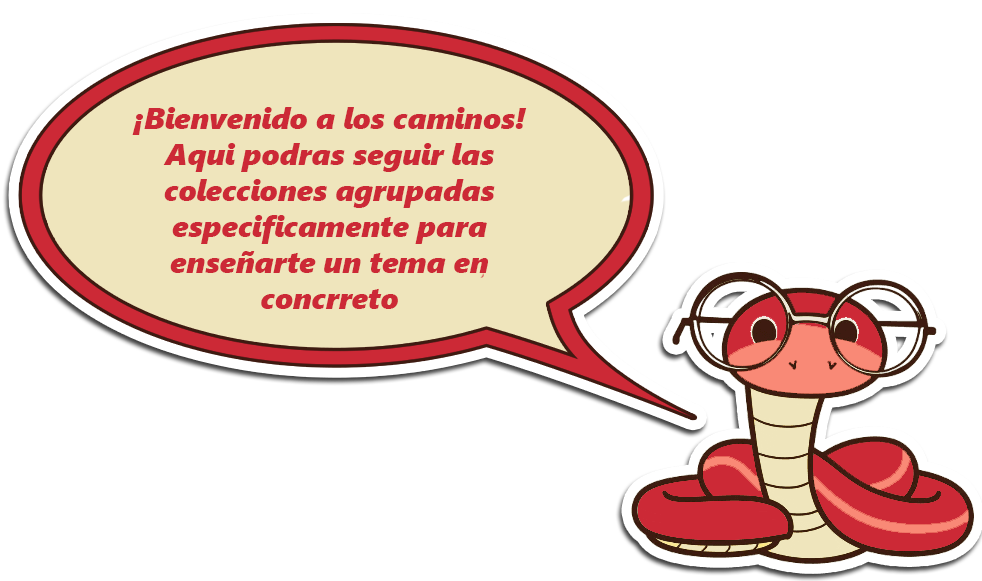 ¡Bienvenido a los caminos!
Aqui podras seguir las
colecciones agrupadas
especificamente para
enseñarte un tema en
concrreto